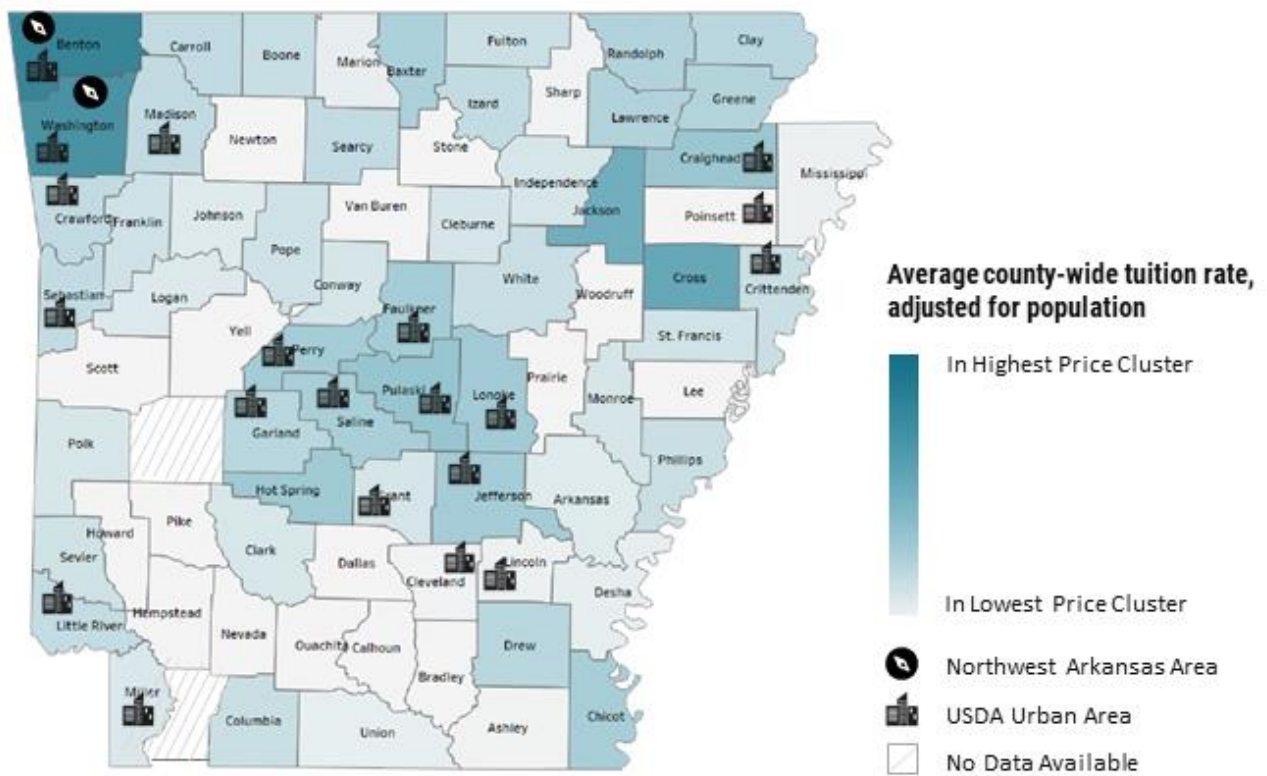 Benton
Carroll
Boone
Marion
Baxter
Fulton
Randolph
Clay
Izard
Sharp
Greene
Washington
Madison
Newton
Searcy
Stone
Lawrence
Craighead
Mississippi
Independence
Jackson
Poinsett
Crawford
Franklin
Johnson
Van Buren
Cleburne
Pope
White
Cross
Crittenden
Sebastian
Logan
Conway
Faulkner
Woodruff
Yell
St. Francis
Scott
Perry
Prairie
Lee
Pulaski
Lonoke
Monroe
Garland
Saline
Polk
Phillips
Hot Spring
Grant
Jefferson
Arkansas
Howard
Pike
Clark
Sevier
Dallas
Cleveland
Lincoln
Desha
Hempstead
Little River
Nevada
Ouachita
Calhoun
Drew
Bradley
Miller
Columbia
Union
Ashley
Chicot
Average county-wide tuition rate,
adjusted for population
In Highest Price Cluster
In Lowest Price Cluster
Northwest Arkansas Area
USDA Urban Area
No Data Available